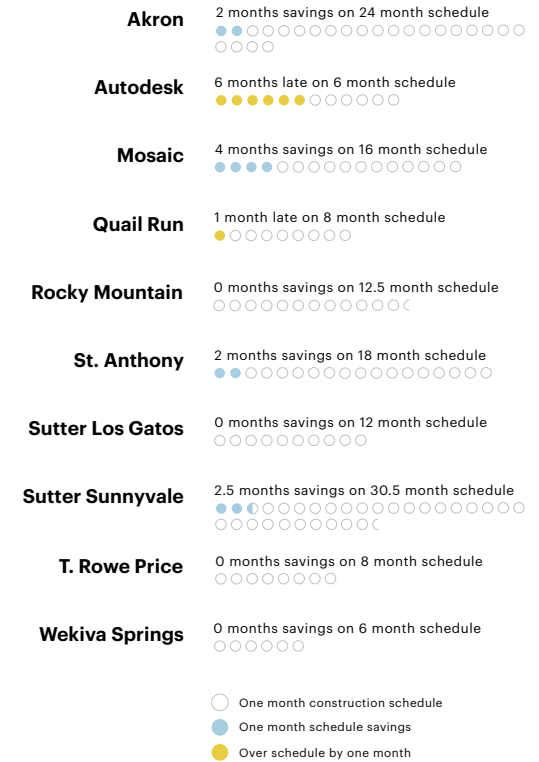 Akron
2 months savings on 24 month schedule
Autodesk
6 months late on 6 month schedule
Mosaic
4 months savings on 16 month schedule
Quail Run
1 month late on 8 month schedule
Rocky Mountain
0 months savings on 12.5 month schedule
St. Anthony
2 months savings on 18 month schedule
Sutter Los Gatos
0 months savings on 12 month schedule
Sutter Sunnyvale
2.5 months savings on 30.5 month schedule
T. Rowe Price
0 months savings on 8 month schedule
Wekiva Springs
0 months savings on 6 month schedule
One month construction schedule
One month schedule savings
Over schedule by one month